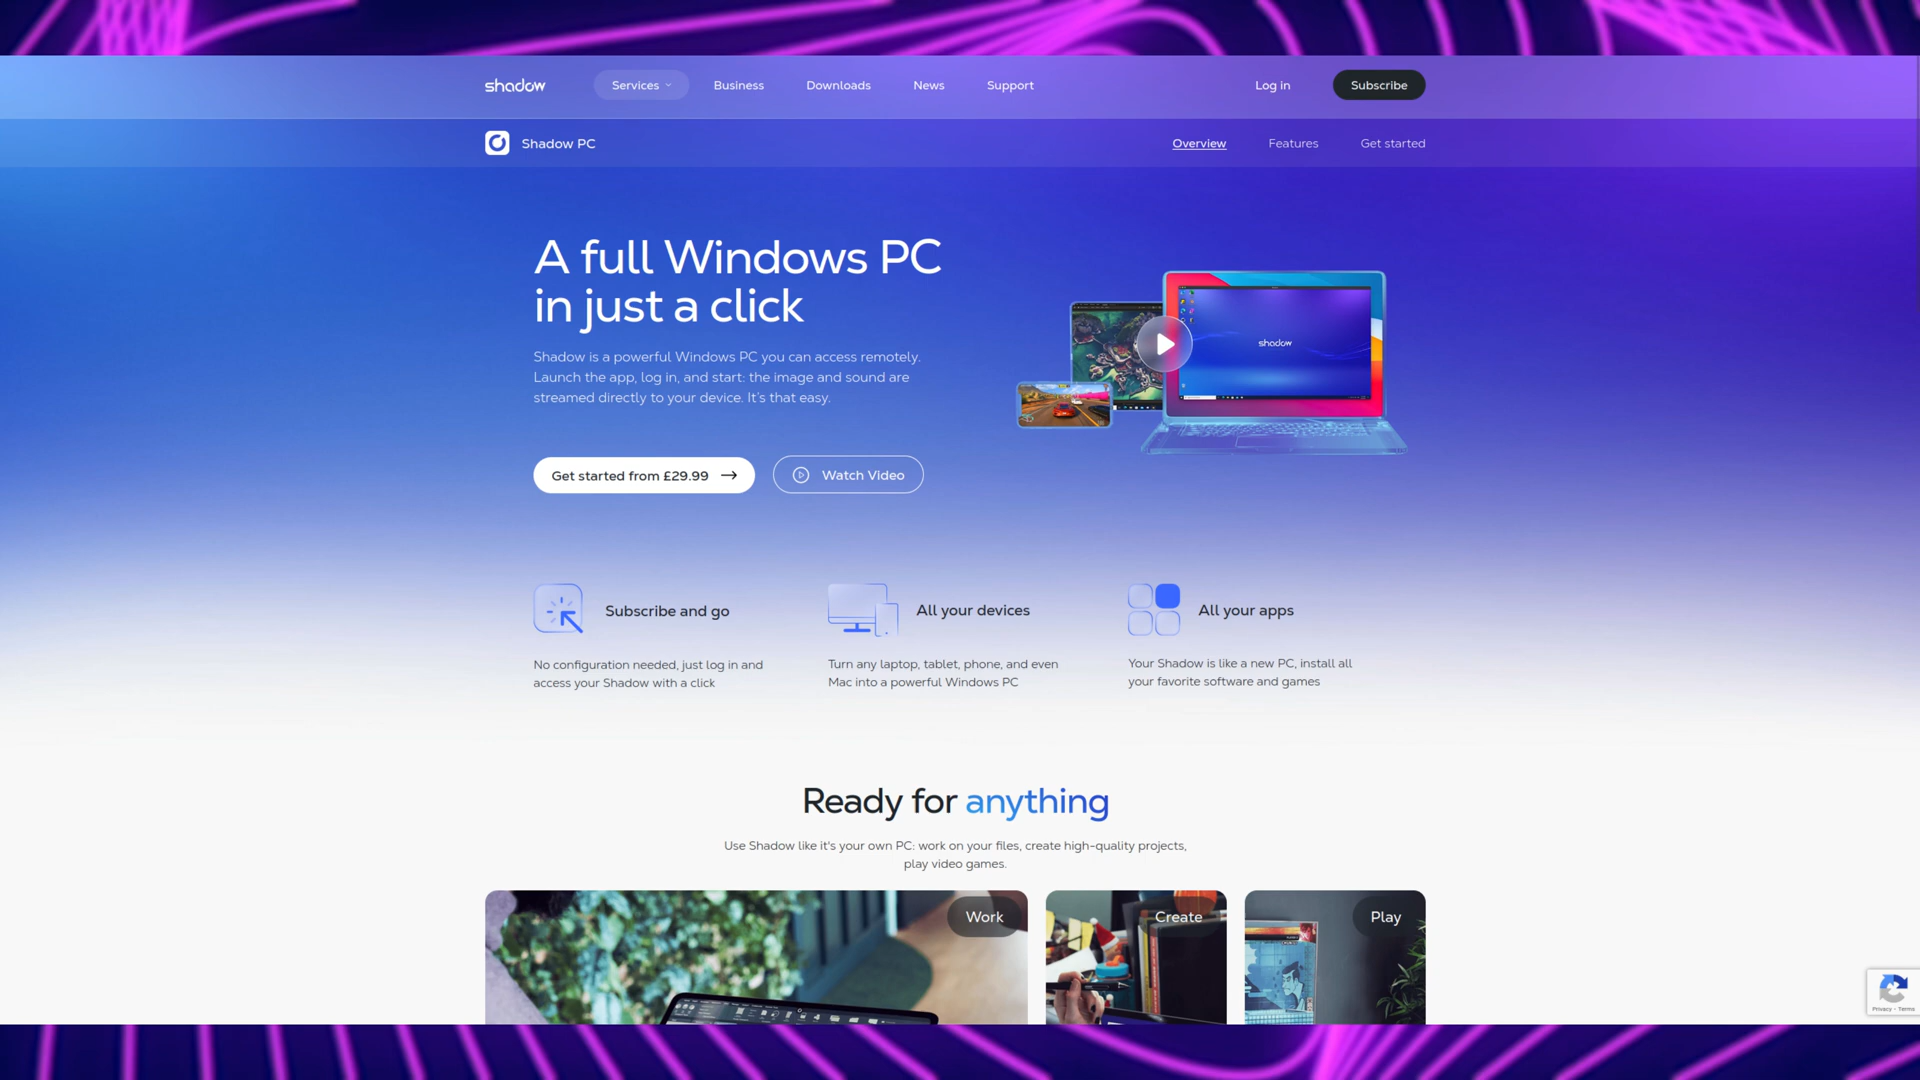 shadow
Services
Business
Downloads
News
Support
Log in
Subscribe
Shadow PC
Overview
Features
Get started
A full Windows PC
in just a click
Shadow is a powerful Windows PC you can access remotely.
Launch the app, log in, and start: the image and sound are
streamed directly to your device. It's that easy.
shadow
Get started from £29.99
Watch Video
Subscribe and go
All your devices
All your apps
No configuration needed, just log in and
access your Shadow with a click
Turn any laptop, tablet, phone, and even
Mac into a powerful Windows PC
Your Shadow is like a new PC, install all
your favorite software and games
Ready for anything
Use Shadow like it's your own PC: work on your files, create high-quality projects,
play video games.
Work
Create
Play
Privacy - Terms